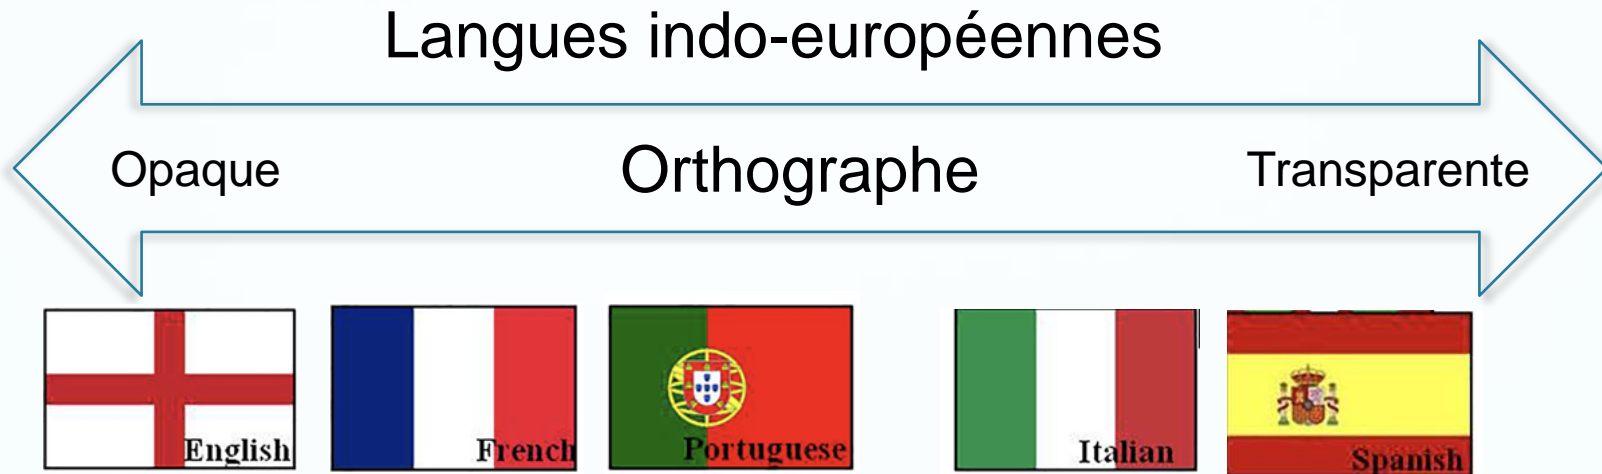 Langues indo-européennes
Opaque Orthographe Transparente
English French Portuguese Italian Spanish